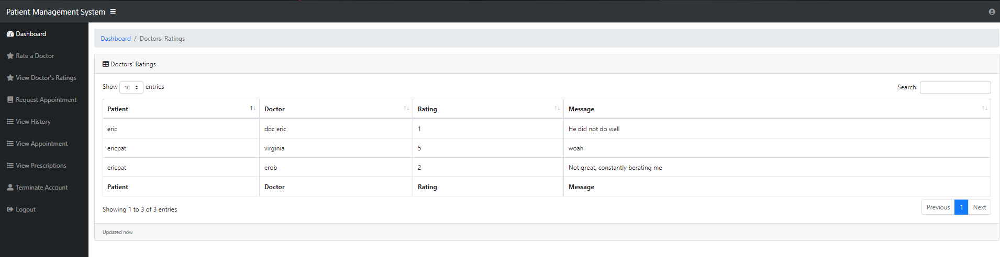 Patient Management System
Dashboard
Rate a Doctor
View Doctor's Ratings
Request Appointment
View History
View Appointment
View Prescriptions
Terminate Account
Logout
Dashboard / Doctors' Ratings
Doctors' Ratings
Show 10 entries
Search:
Patient Doctor Rating Message
eric doc eric 1 He did not do well
ericpat virginia 5 woah
ericpat erob 2 Not great, constantly berating me
Patient Doctor Rating Message
Showing 1 to 3 of 3 entries
Previous 1 Next
Updated now